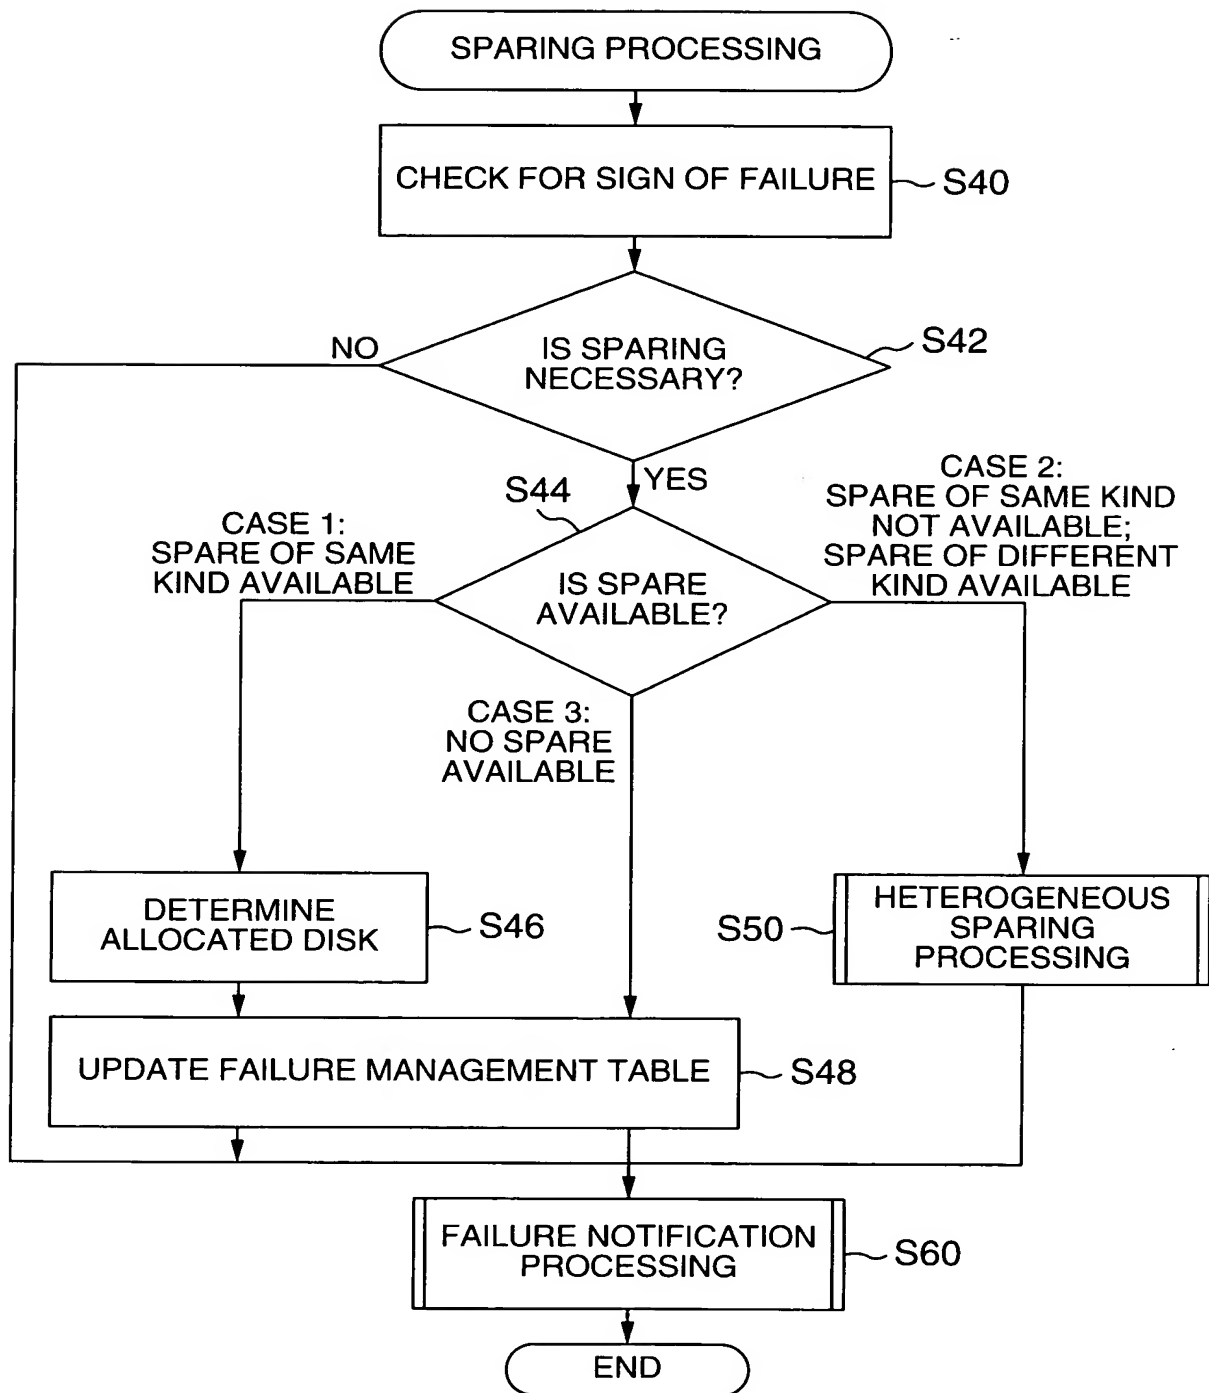 SPARING PROCESSING
CHECK FOR SIGN OF FAILURE
S40
NO
IS SPARING
NECESSARY?
S42
YES
S44
CASE 1:
SPARE OF SAME
KIND AVAILABLE
IS SPARE
AVAILABLE?
CASE 2:
SPARE OF SAME KIND
NOT AVAILABLE;
SPARE OF DIFFERENT
KIND AVAILABLE
CASE 3:
NO SPARE
AVAILABLE
DETERMINE
ALLOCATED DISK
S46
S50
HETEROGENEOUS
SPARING
PROCESSING
UPDATE FAILURE MANAGEMENT TABLE
S48
FAILURE NOTIFICATION
PROCESSING
S60
END